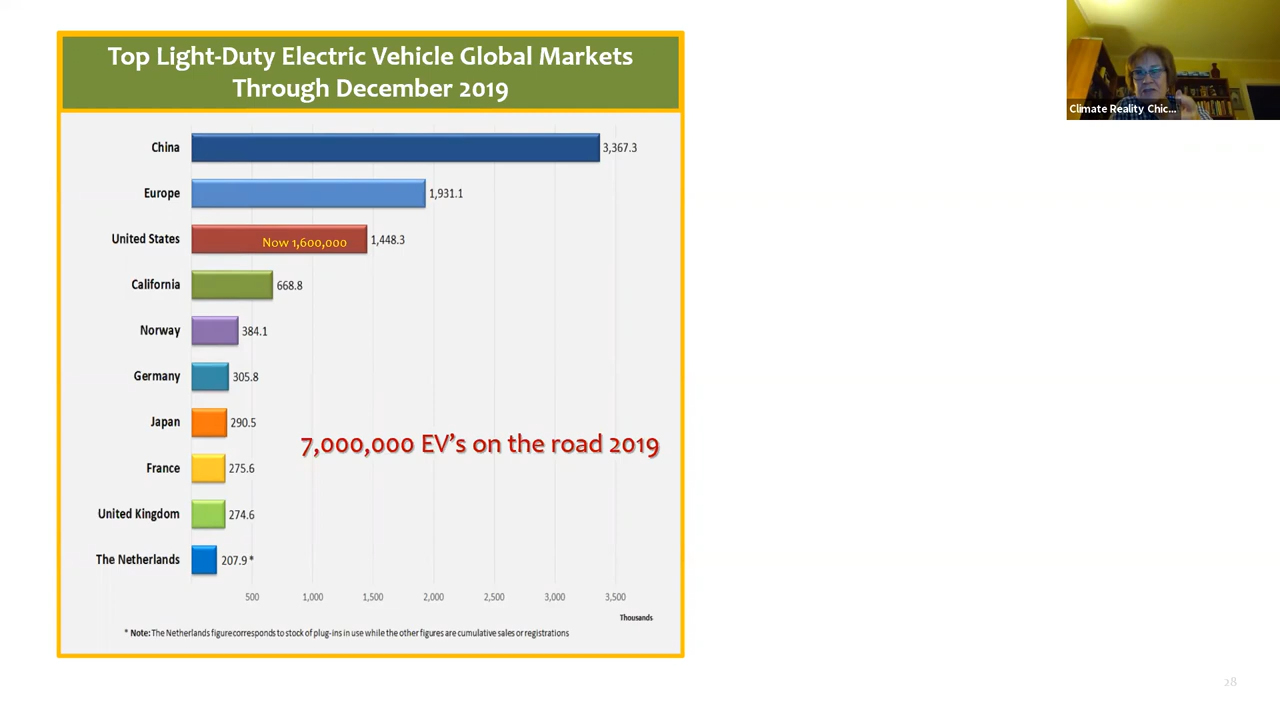 Top Light-Duty Electric Vehicle Global Markets
Through December 2019
China 3,367.3
Europe 1,931.1
United States Now 1,600,000 1,448.3
California 668.8
Norway 384.1
Germany 305.8
Japan 290.5
7,000,000 EV's on the road 2019
France 275.6
United Kingdom 274.6
The Netherlands 207.9 *
500 1,000 1,500 2,000 2,500 3,000 3,500
Thousands
* Note: The Netherlands figure corresponds to stock of plug-ins in use while the other figures are cumulative sales or registrations
Climate Reality Chic...
28